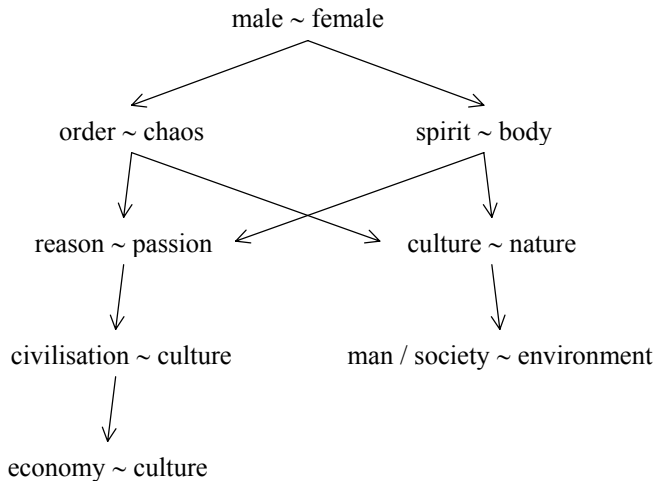 male ~ female
order ~ chaos
spirit ~ body
reason ~ passion
culture ~ nature
civilisation ~ culture
man / society ~ environment
economy ~ culture